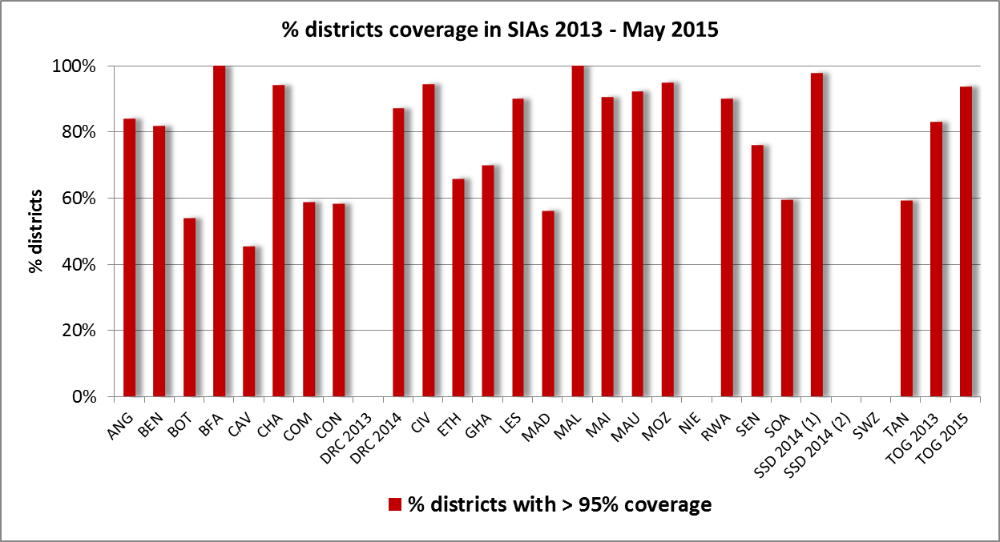 % districts coverage in SIAs 2013 - May 2015
100%
80%
60%
40%
20%
0%
% districts
ANG
BEN
BOT
BFA
CAV
CHA
COM
CON
DRC 2013
DRC 2014
CIV
ETH
GHA
LES
MAD
MAL
MAI
MAU
MOZ
NIE
RWA
SEN
SOA
SSD 2014 (1)
SSD 2014 (2)
SWZ
TAN
TOG 2013
TOG 2015
% districts with > 95% coverage